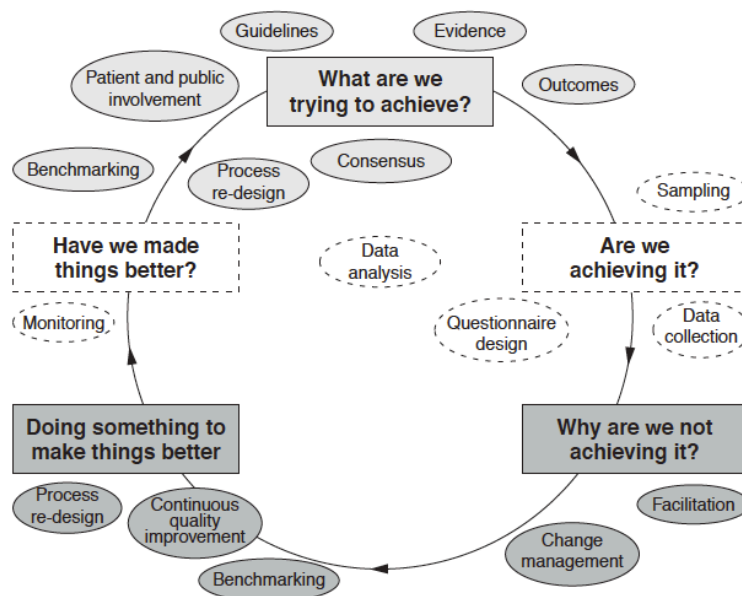 Guidelines
Evidence
Patient and public
involvement
What are we
trying to achieve?
Outcomes
Benchmarking
Process
re-design
Consensus
Sampling
Have we made
things better?
Data
analysis
Are we
achieving it?
Monitoring
Questionnaire
design
Data
collection
Doing something to
make things better
Why are we not
achieving it?
Process
re-design
Continuous
quality
improvement
Facilitation
Benchmarking
Change
management